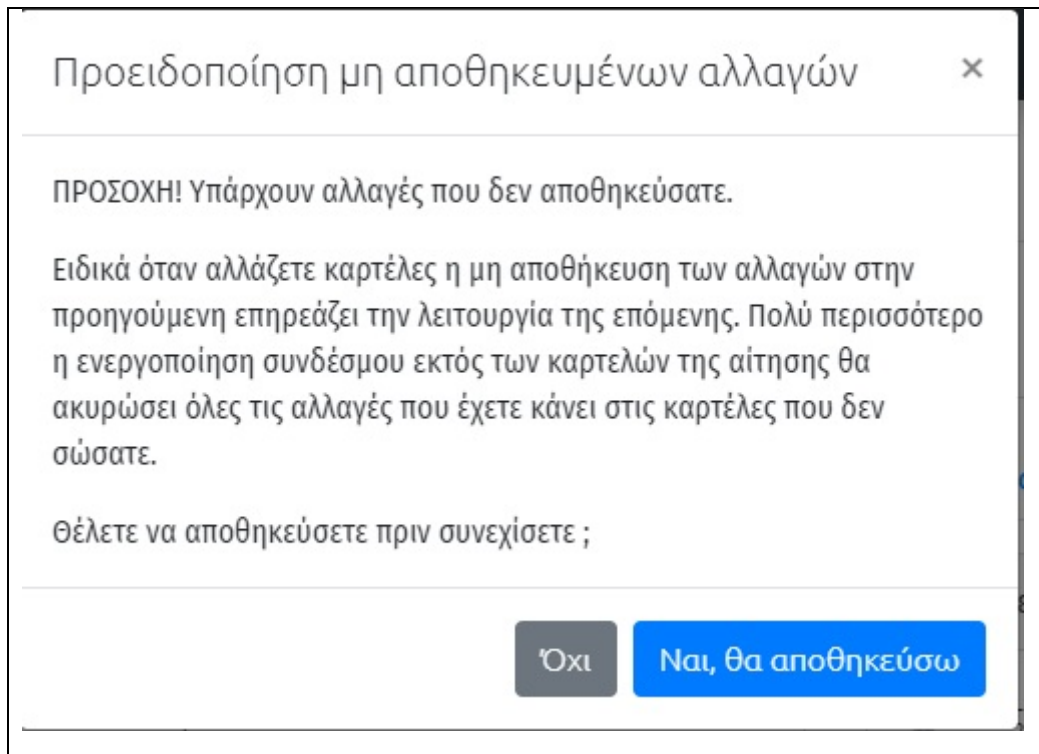 Προειδοποίηση μη αποθηκευμένων αλλαγών ×
ΠΡΟΣΟΧΗ! Υπάρχουν αλλαγές που δεν αποθηκεύσατε.
Ειδικά όταν αλλάζετε καρτέλες η μη αποθήκευση των αλλαγών στην
προηγούμενη επηρεάζει την λειτουργία της επόμενης. Πολύ περισσότερο
η ενεργοποίηση συνδέσμου εκτός των καρτελών της αίτησης θα
ακυρώσει όλες τις αλλαγές που έχετε κάνει στις καρτέλες που δεν
σώσατε.
Θέλετε να αποθηκεύσετε πριν συνεχίσετε ;
Όχι Ναι, θα αποθηκεύσω